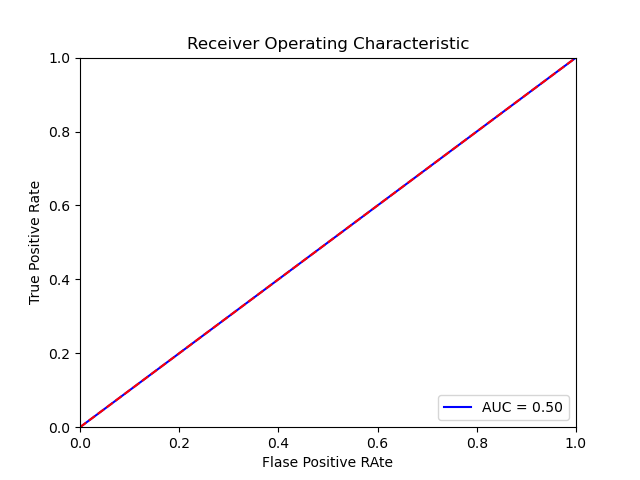 Receiver Operating Characteristic
True Positive Rate
1.0
0.8
0.6
0.4
0.2
0.0
AUC = 0.50
0.0 0.2 0.4 0.6 0.8 1.0
Flase Positive RAte